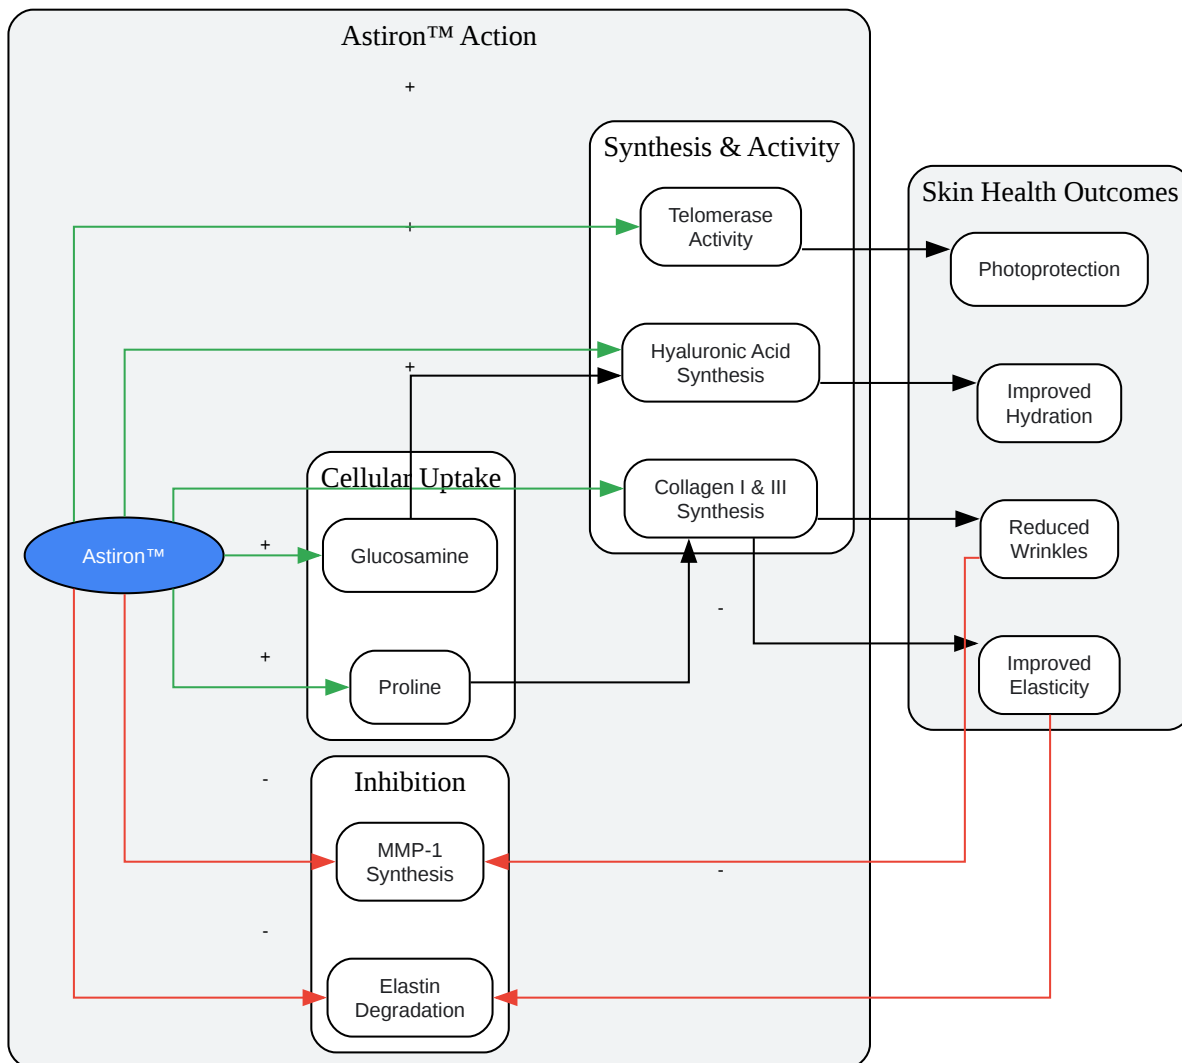 Astiron™ Action
+
Synthesis & Activity
Telomerase
Activity
+
Skin Health Outcomes
Photoprotection
Hyaluronic Acid
Synthesis
+
Improved
Hydration
Cellular Uptake
Collagen I & III
Synthesis
Reduced
Wrinkles
Astiron™
+
Glucosamine
-
+
Proline
Improved
Elasticity
-
Inhibition
MMP-1
Synthesis
-
-
Elastin
Degradation